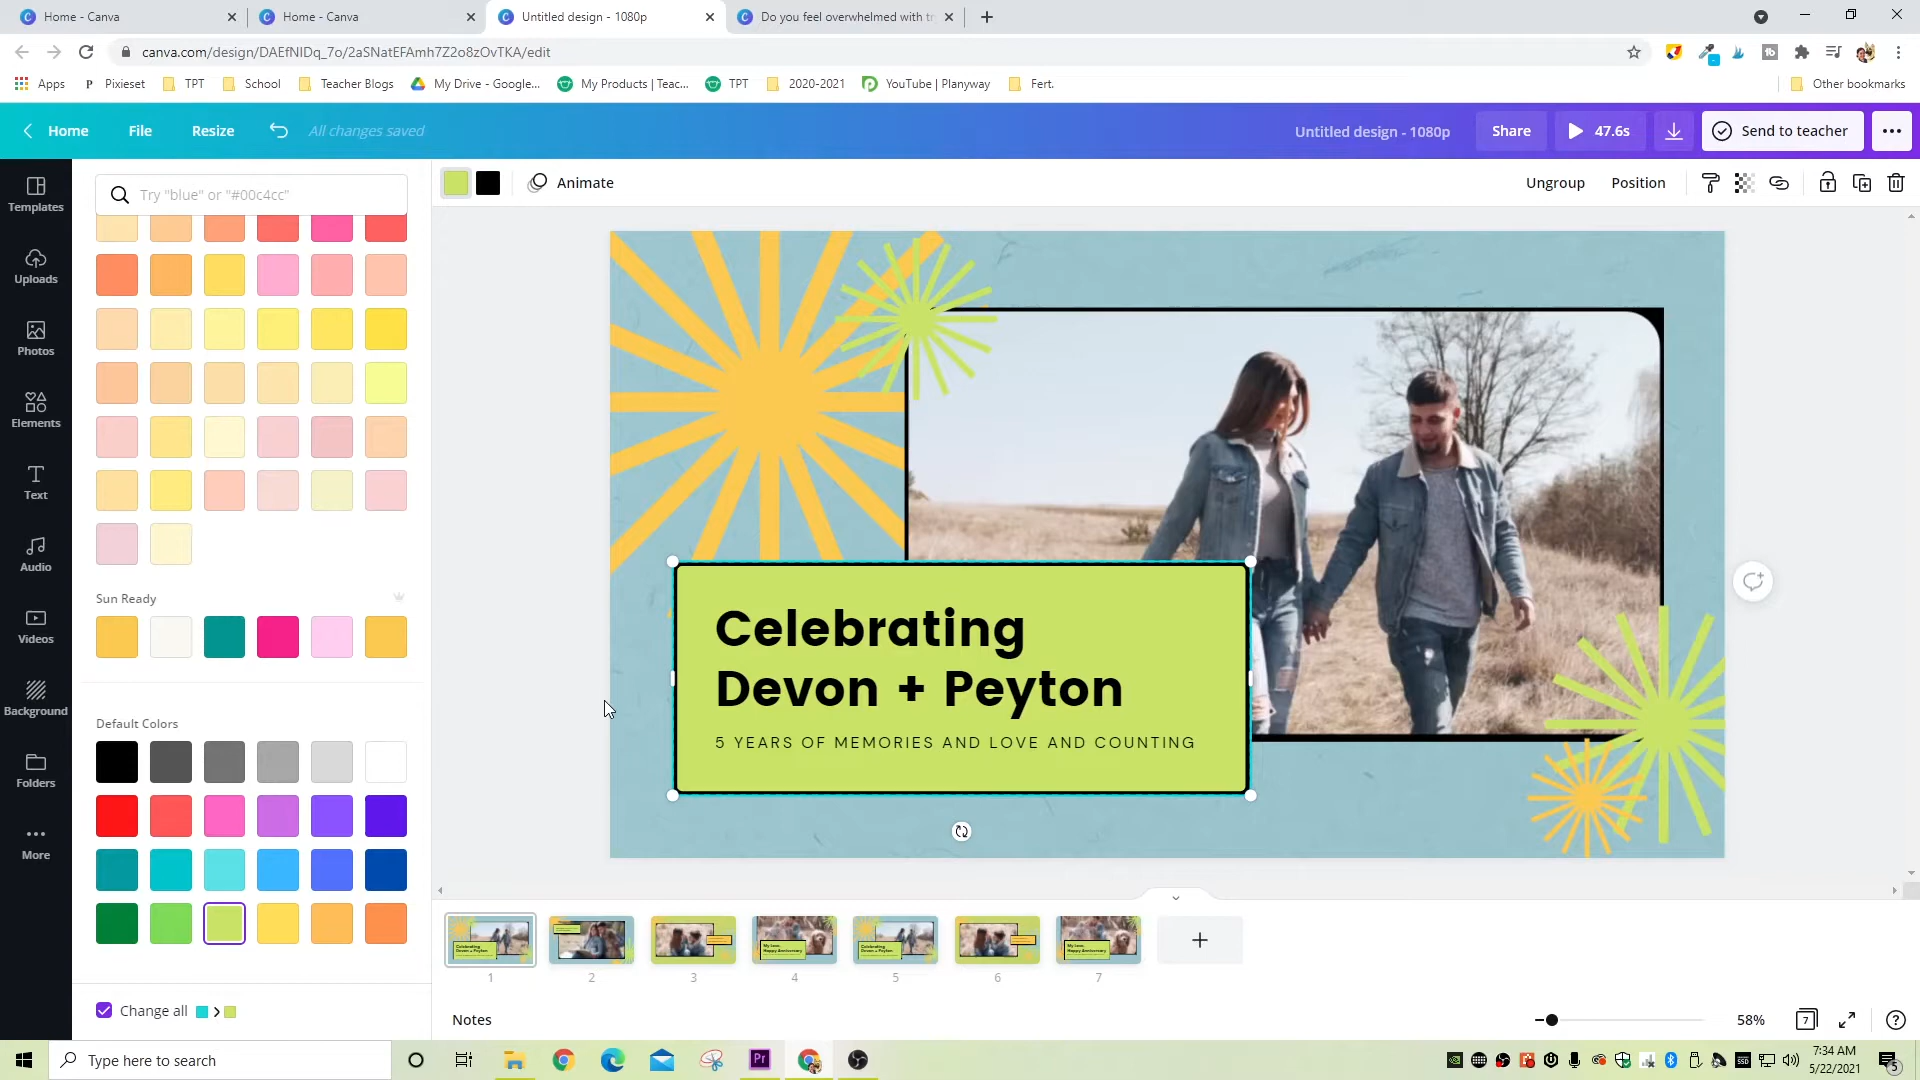 Home - Canva
Home - Canva
Untitled design - 1080p
Do you feel overwhelmed with tr
canva.com/design/DAEfNIDq_7o/2aSNatEFAmh7Z2o8zOvTKA/edit
Apps
Pixieset
TPT
School
Teacher Blogs
My Drive - Google...
My Products | Teac...
TPT
2020-2021
YouTube | Planyway
Fert.
Other bookmarks
Home
File
Resize
All changes saved
Untitled design - 1080p
Share
47.6s
Send to teacher
Templates
Uploads
Photos
Elements
Text
Audio
Videos
Background
Folders
More
Try "blue" or "#00c4cc"
Sun Ready
Default Colors
Change all
Animate
Ungroup
Position
Celebrating
Devon + Peyton
5 YEARS OF MEMORIES AND LOVE AND COUNTING
1
2
3
4
5
6
7
Notes
58%
7
Type here to search
Pr
7:34 AM
5/22/2021
5